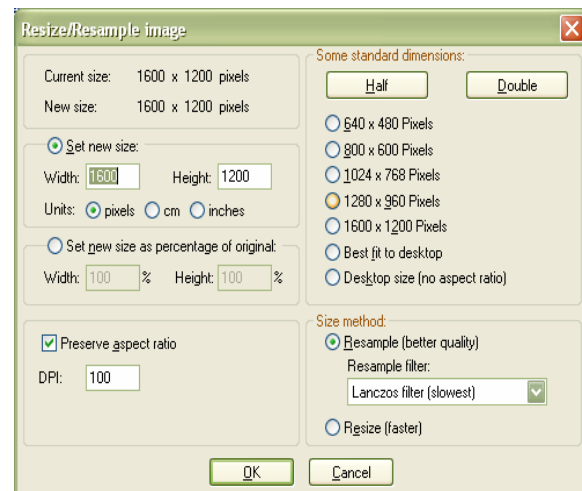 Resize/Resample image
Current size: 1600 x 1200 pixels
New size: 1600 x 1200 pixels
Set new size:
Width: 1600 Height: 1200
Units: pixels cm inches
Set new size as percentage of original:
Width: 100 % Height: 100 %
Preserve aspect ratio
DPI: 100
Some standard dimensions:
Half Double
640 x 480 Pixels
800 x 600 Pixels
1024 x 768 Pixels
1280 x 960 Pixels
1600 x 1200 Pixels
Best fit to desktop
Desktop size (no aspect ratio)
Size method:
Resample (better quality)
Resample filter:
Lanczos filter (slowest)
Resize (faster)
OK Cancel